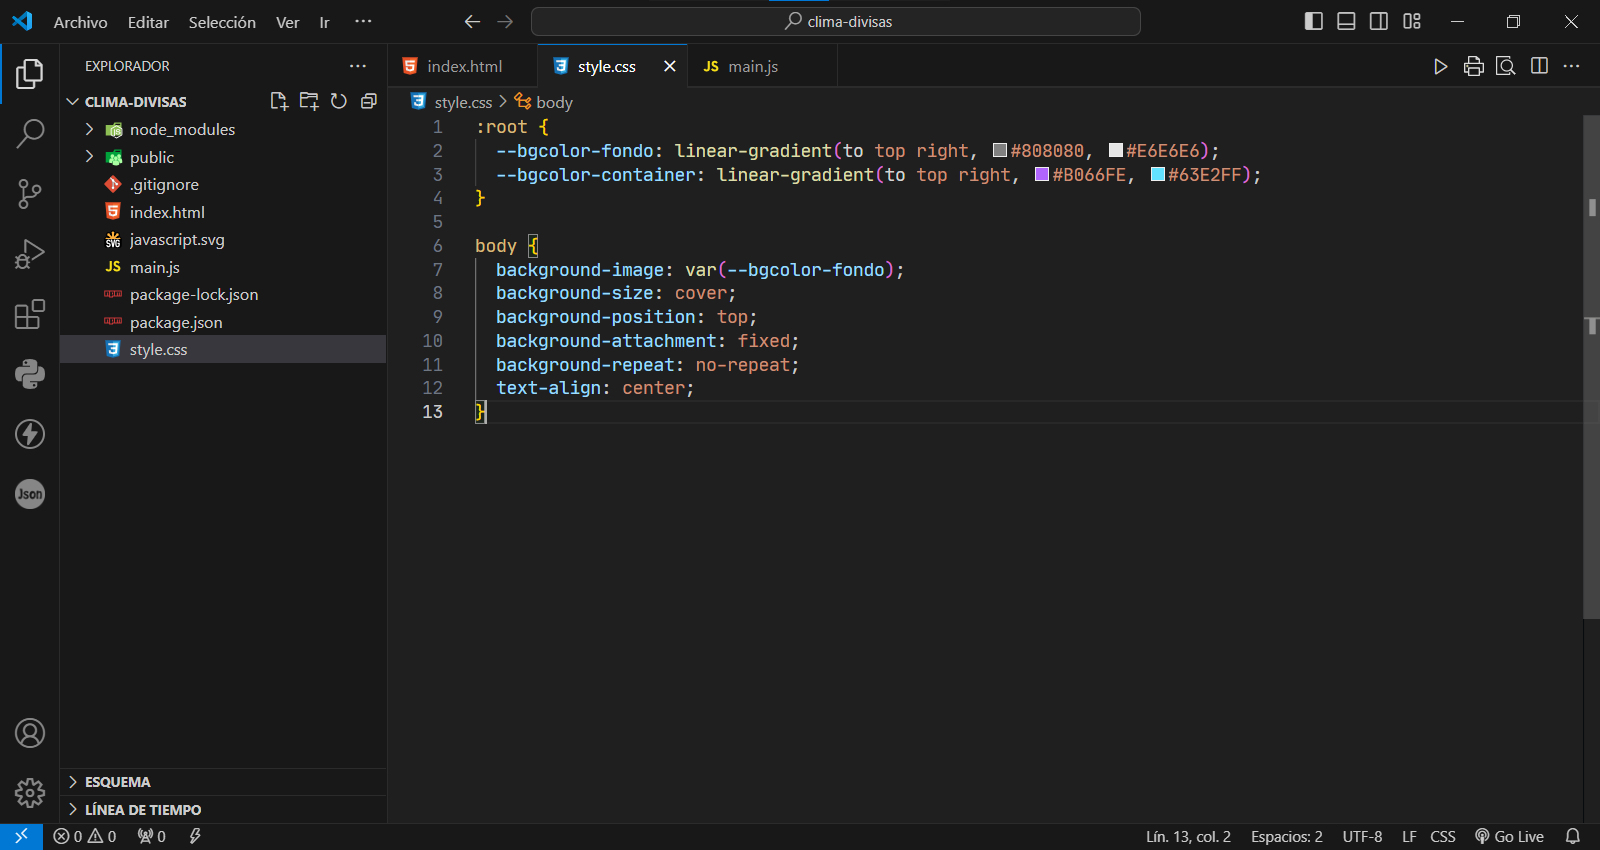 Archivo Editar Selección Ver Ir ··· clima-divisas
EXPLORADOR ···
CLIMA-DIVISAS
node_modules
public
.gitignore
index.html
SVG javascript.svg
JS main.js
package-lock.json
package.json
style.css
ESQUEMA
LÍNEA DE TIEMPO
Json
index.html style.css JS main.js
style.css > body
1 :root {
2 --bgcolor-fondo: linear-gradient(to top right, #808080, #E6E6E6);
3 --bgcolor-container: linear-gradient(to top right, #B066FE, #63E2FF);
4 }
5
6 body {
7 background-image: var(--bgcolor-fondo);
8 background-size: cover;
9 background-position: top;
10 background-attachment: fixed;
11 background-repeat: no-repeat;
12 text-align: center;
13 }
0 0 0 Lín. 13, col. 2 Espacios: 2 UTF-8 LF CSS Go Live